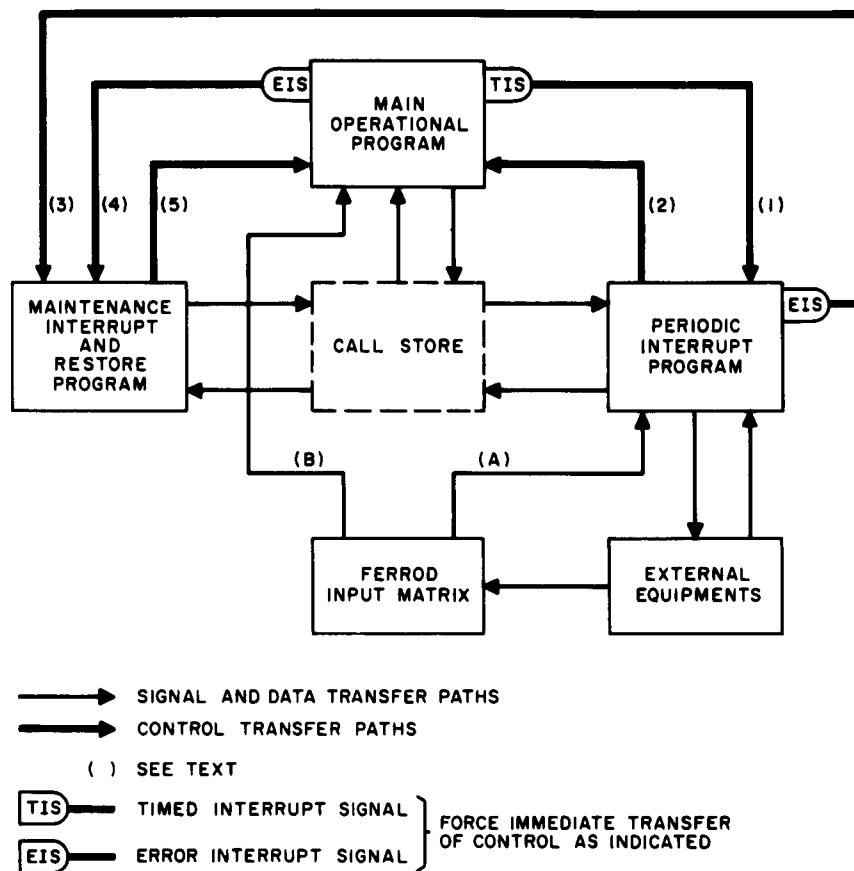 EIS
MAIN
OPERATIONAL
PROGRAM
TIS
(3)
(4)
(5)
(2)
(1)
MAINTENANCE
INTERRUPT
AND
RESTORE
PROGRAM
CALL STORE
PERIODIC
INTERRUPT
PROGRAM
EIS
(B)
(A)
FERROD
INPUT MATRIX
EXTERNAL
EQUIPMENTS
SIGNAL AND DATA TRANSFER PATHS
CONTROL TRANSFER PATHS
( ) SEE TEXT
TIS TIMED INTERRUPT SIGNAL
EIS ERROR INTERRUPT SIGNAL
FORCE IMMEDIATE TRANSFER
OF CONTROL AS INDICATED